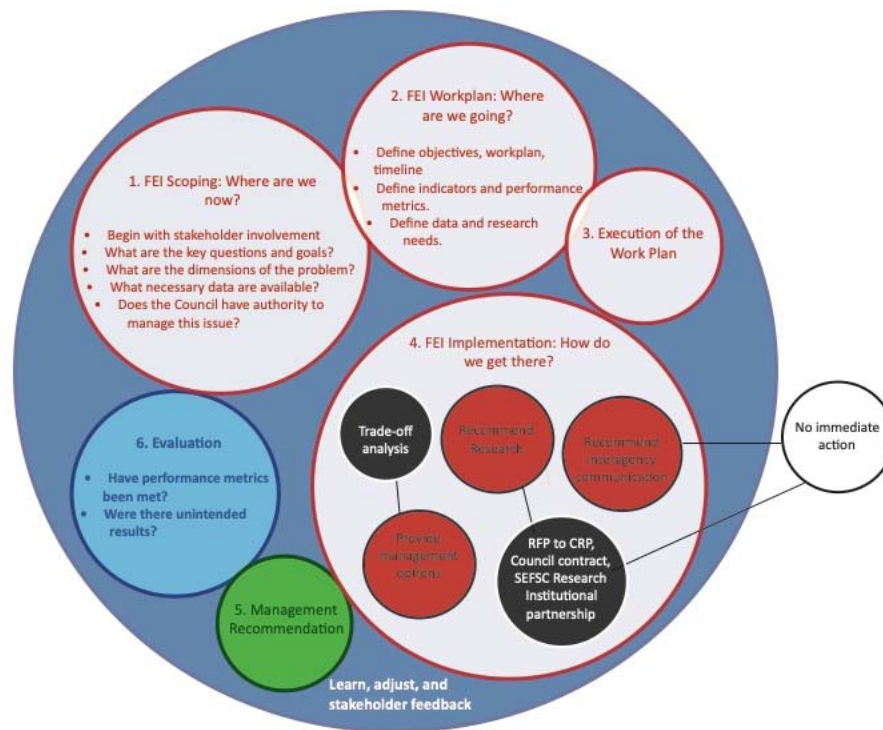 2. FEI Workplan: Where
are we going?
• Define objectives, workplan,
timeline
• Define indicators and performance
metrics.
• Define data and research
needs.
1. FEI Scoping: Where are we
now?
• Begin with stakeholder involvement
• What are the key questions and goals?
• What are the dimensions of the problem?
• What necessary data are available?
• Does the Council have authority to
manage this issue?
3. Execution of the
Work Plan
4. FEI Implementation: How do
we get there?
Trade-off
analysis
Recommend
Research
Recommend
Interagency
communication
No immediate
action
Provide
management
options
RFP to CRP,
Council contract,
SEFSC Research
Institutional
partnership
6. Evaluation
• Have performance metrics
been met?
• Were there unintended
results?
5. Management
Recommendation
Learn, adjust, and
stakeholder feedback